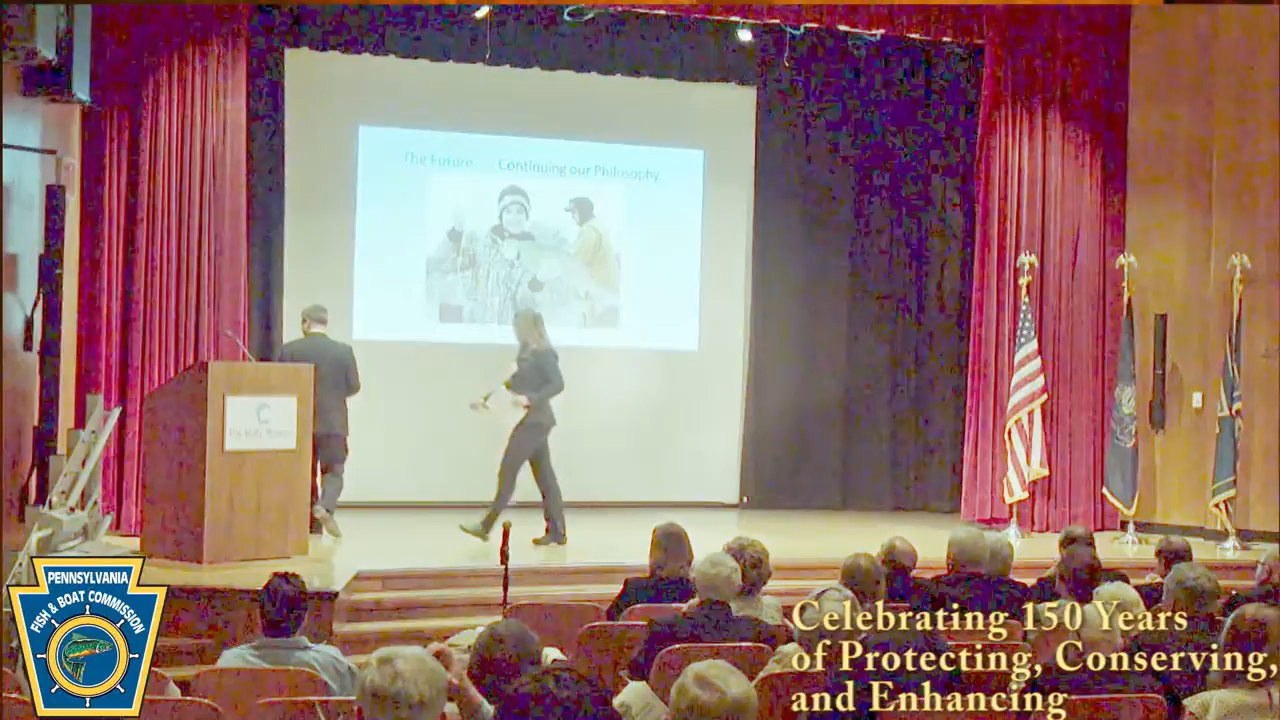 The Future Continuing our Philosophy
PENNSYLVANIA
FISH & BOAT COMMISSION
Celebrating 150 Years
of Protecting, Conserving,
and Enhancing